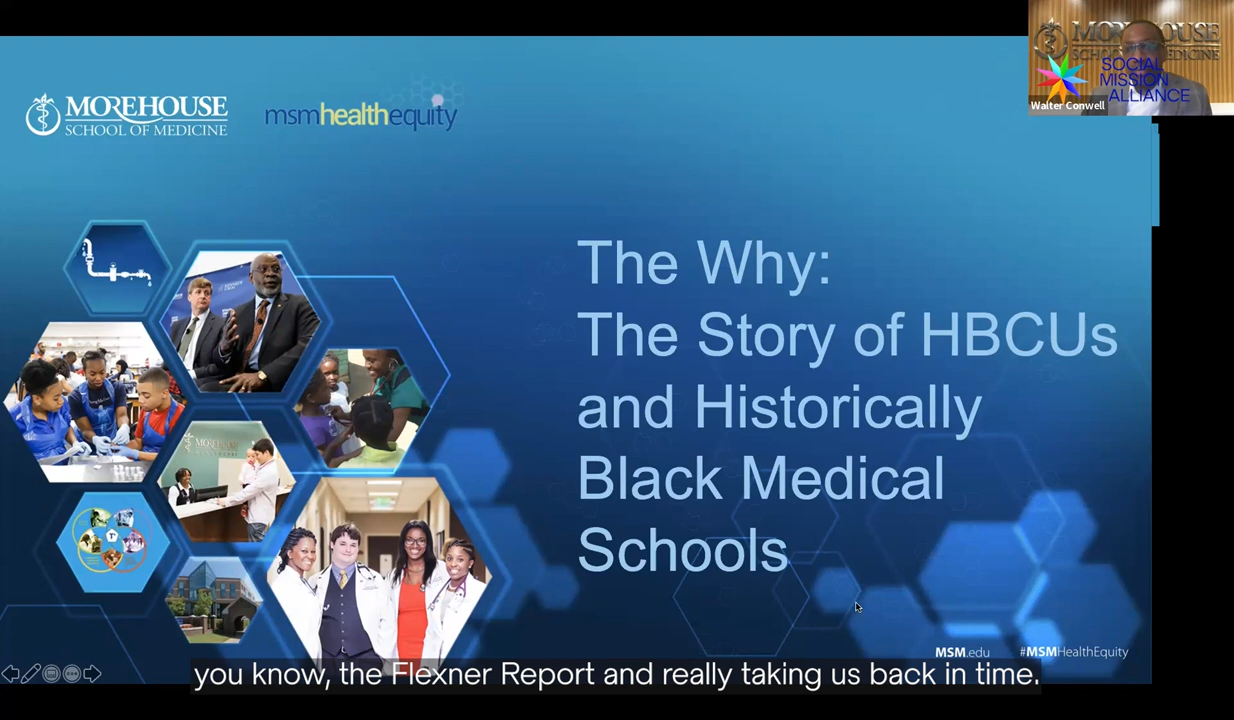 MOREHOUSE
SCHOOL OF MEDICINE
msmhealthequity
MOREHOUSE
SCHOOL OF MEDICINE
SOCIAL
MISSION
ALLIANCE
Walter Conwell
The Why:
The Story of HBCUs
and Historically
Black Medical
Schools
MOREHOUSE
MSM.edu
#MSMHealthEquity
you know, the Flexner Report and really taking us back in time.